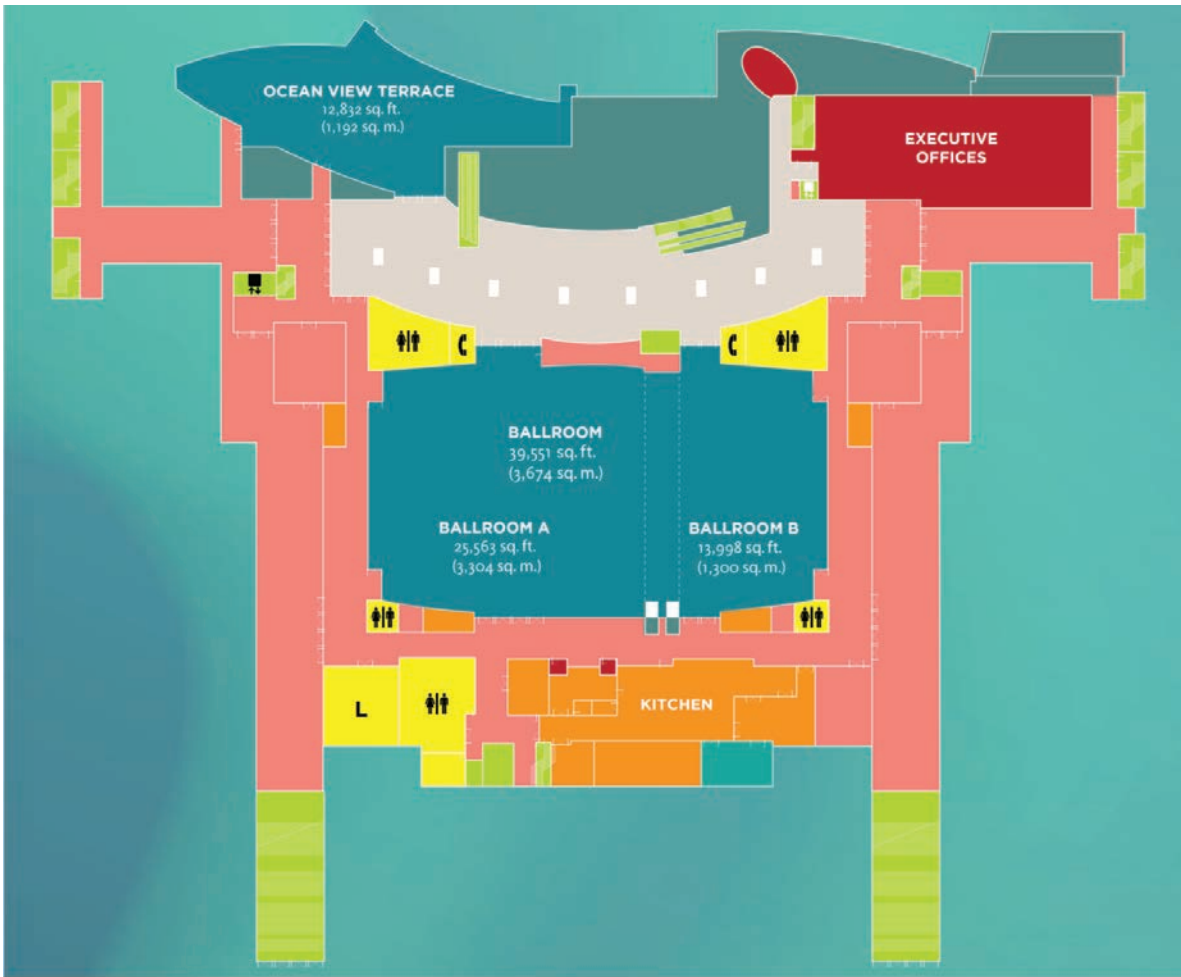 OCEAN VIEW TERRACE
12,832 sq. ft.
(1,192 sq. m.)
EXECUTIVE
OFFICES
BALLROOM
39,551 sq. ft.
(3,674 sq. m.)
BALLROOM A
25,563 sq. ft.
(3,304 sq. m.)
BALLROOM B
13,998 sq. ft.
(1,300 sq. m.)
L
KITCHEN